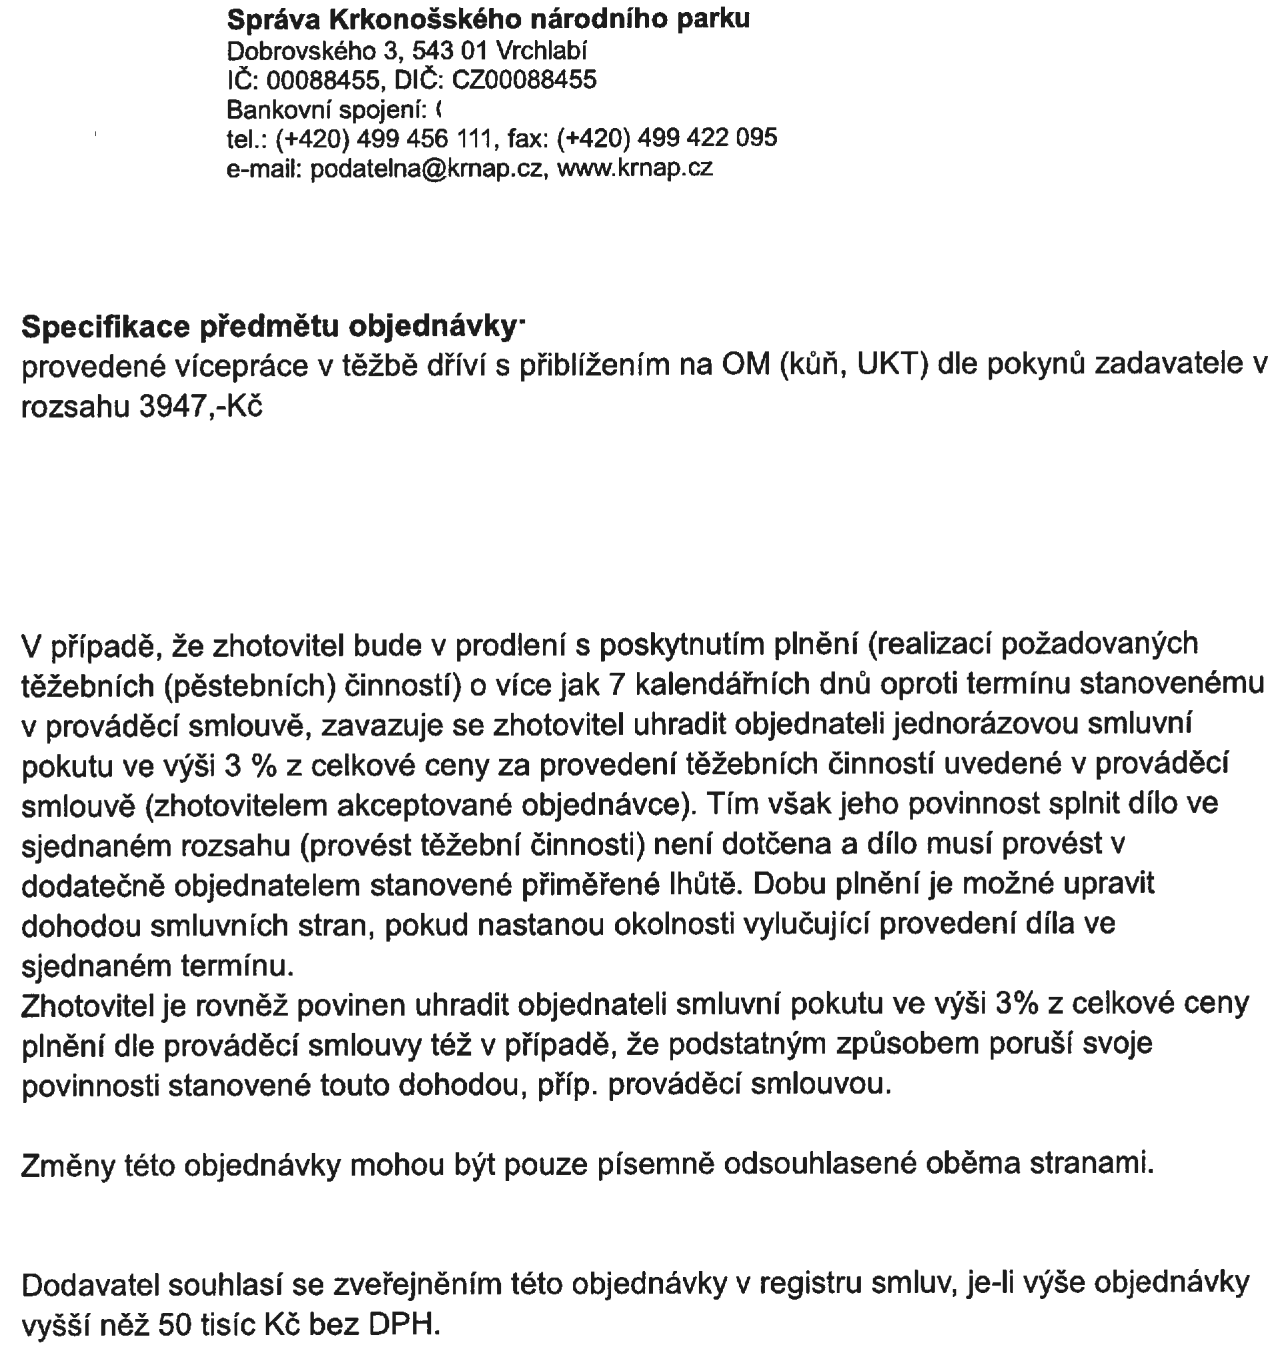 Správa Krkonošského národního parku
Dobrovského 3, 543 01 Vrchlabí
IČ: 00088455, DIČ: CZ00088455
Bankovní spojení: (
tel.: (+420) 499 456 111, fax: (+420) 499 422 095
e-mail: podatelna@krnap.cz, www.krnap.cz
Specifikace předmětu objednávky·
provedené vícepráce v těžbě dříví s přiblížením na OM (kůň, UKT) dle pokynů zadavatele v
rozsahu 3947,-Kč
V případě, že zhotovitel bude v prodlení s poskytnutím plnění (realizací požadovaných
těžebních (pěstebních) činností) o více jak 7 kalendářních dnů oproti termínu stanovenému
v prováděcí smlouvě, zavazuje se zhotovitel uhradit objednateli jednorázovou smluvní
pokutu ve výši 3 % z celkové ceny za provedení těžebních činností uvedené v prováděcí
smlouvě (zhotovitelem akceptované objednávce). Tím však jeho povinnost splnit dílo ve
sjednaném rozsahu (provést těžební činnosti) není dotčena a dílo musí provést v
dodatečně objednatelem stanovené přiměřené lhůtě. Dobu plnění je možné upravit
dohodou smluvních stran, pokud nastanou okolnosti vylučující provedení díla ve
sjednaném termínu.
Zhotovitel je rovněž povinen uhradit objednateli smluvní pokutu ve výši 3% z celkové ceny
plnění dle prováděcí smlouvy též v případě, že podstatným způsobem poruší svoje
povinnosti stanovené touto dohodou, příp. prováděcí smlouvou.
Změny této objednávky mohou být pouze písemně odsouhlasené oběma stranami.
Dodavatel souhlasí se zveřejněním této objednávky v registru smluv, je-li výše objednávky
vyšší něž 50 tisíc Kč bez DPH.